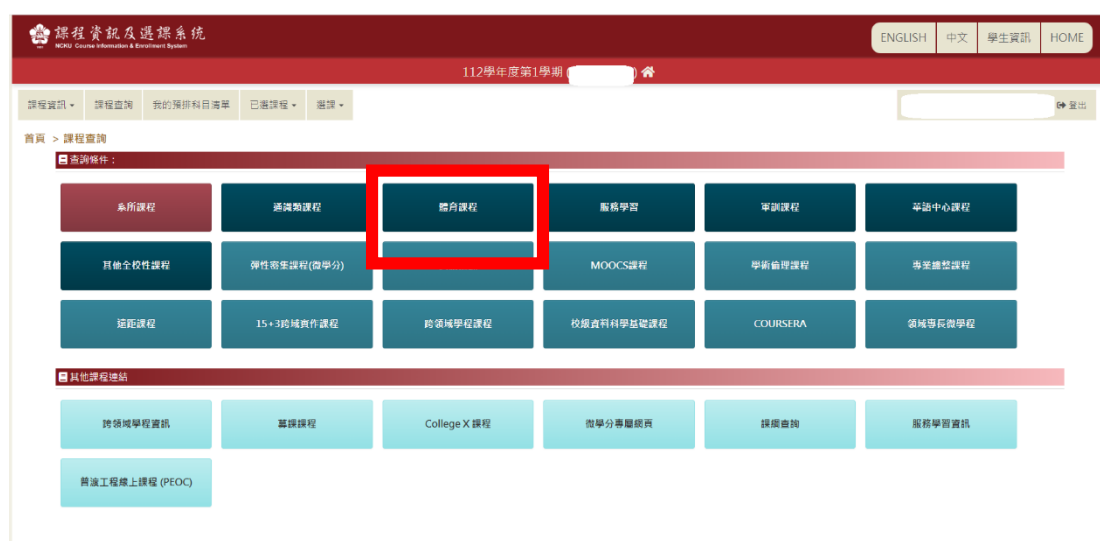 課程資訊及選課系統
NCKU Course Information & Enrollment System
ENGLISH 中文 學生資訊 HOME
112學年度第1學期 ( )
課程資訊 課程查詢 我的預排科目清單 已選課程 選課 登出
首頁 > 課程查詢
查詢條件：
系所課程 通識類課程 體育課程 服務學習 軍訓課程 華語中心課程
其他全校性課程 彈性密集課程(微學分) MOOCS課程 學術倫理課程 專業總整課程
遠距課程 15+3跨域實作課程 跨領域學程課程 校級資料科學基礎課程 COURSERA 領域專長微學程
其他課程連結
跨領域學程資訊 募課課程 College X 課程 微學分專屬網頁 課綱查詢 服務學習資訊
普渡工程線上課程 (PEOC)